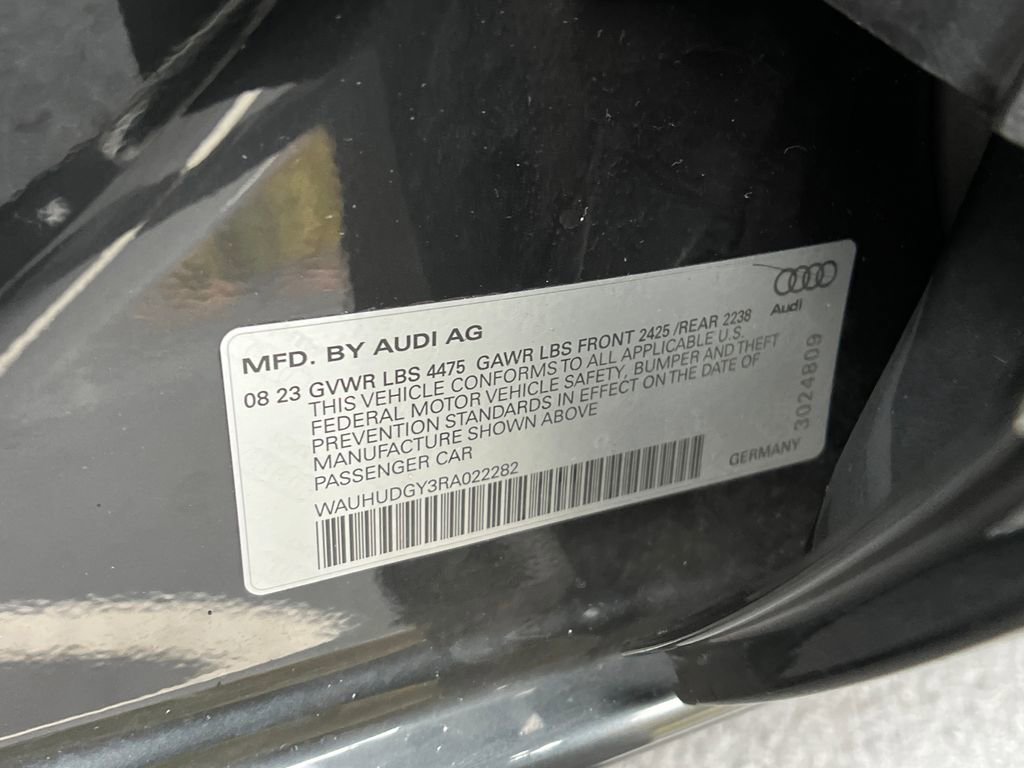 Audi
MFD. BY AUDI AG
08 23 GVWR LBS 4475 GAWR LBS FRONT 2425 /REAR 2238
THIS VEHICLE CONFORMS TO ALL APPLICABLE U.S.
FEDERAL MOTOR VEHICLE SAFETY, BUMPER AND THEFT
PREVENTION STANDARDS IN EFFECT ON THE DATE OF
MANUFACTURE SHOWN ABOVE
PASSENGER CAR
WAUHUDGY3RA022282
GERMANY
3024809